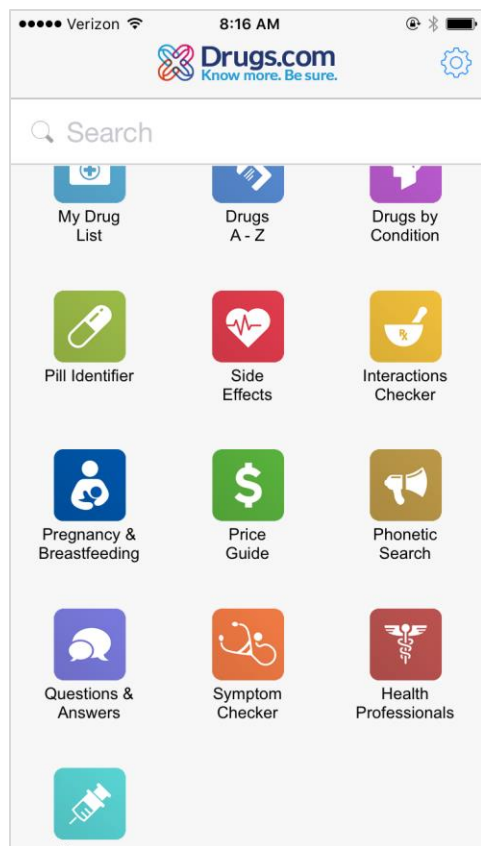 Verizon 8:16 AM
Drugs.com
Know more. Be sure.
Search
My Drug
List
Drugs
A - Z
Drugs by
Condition
Pill Identifier
Side
Effects
Interactions
Checker
Pregnancy &
Breastfeeding
Price
Guide
Phonetic
Search
Questions &
Answers
Symptom
Checker
Health
Professionals